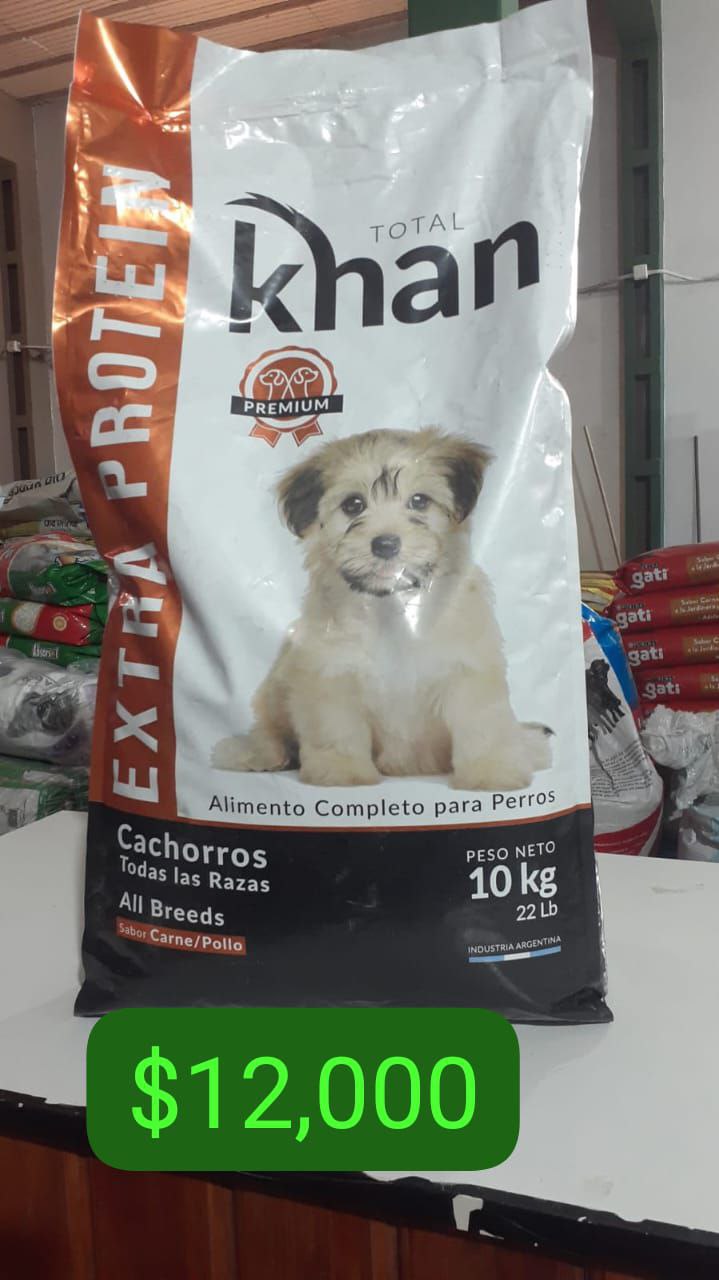 EXTRA PROTEIN
TOTAL
khan
PREMIUM
Alimento Completo para Perros
Cachorros
Todas las Razas
All Breeds
Sabor Carne/Pollo
PESO NETO
10 kg
22 Lb
INDUSTRIA ARGENTINA
gati
gati
gati
gati
$12,000